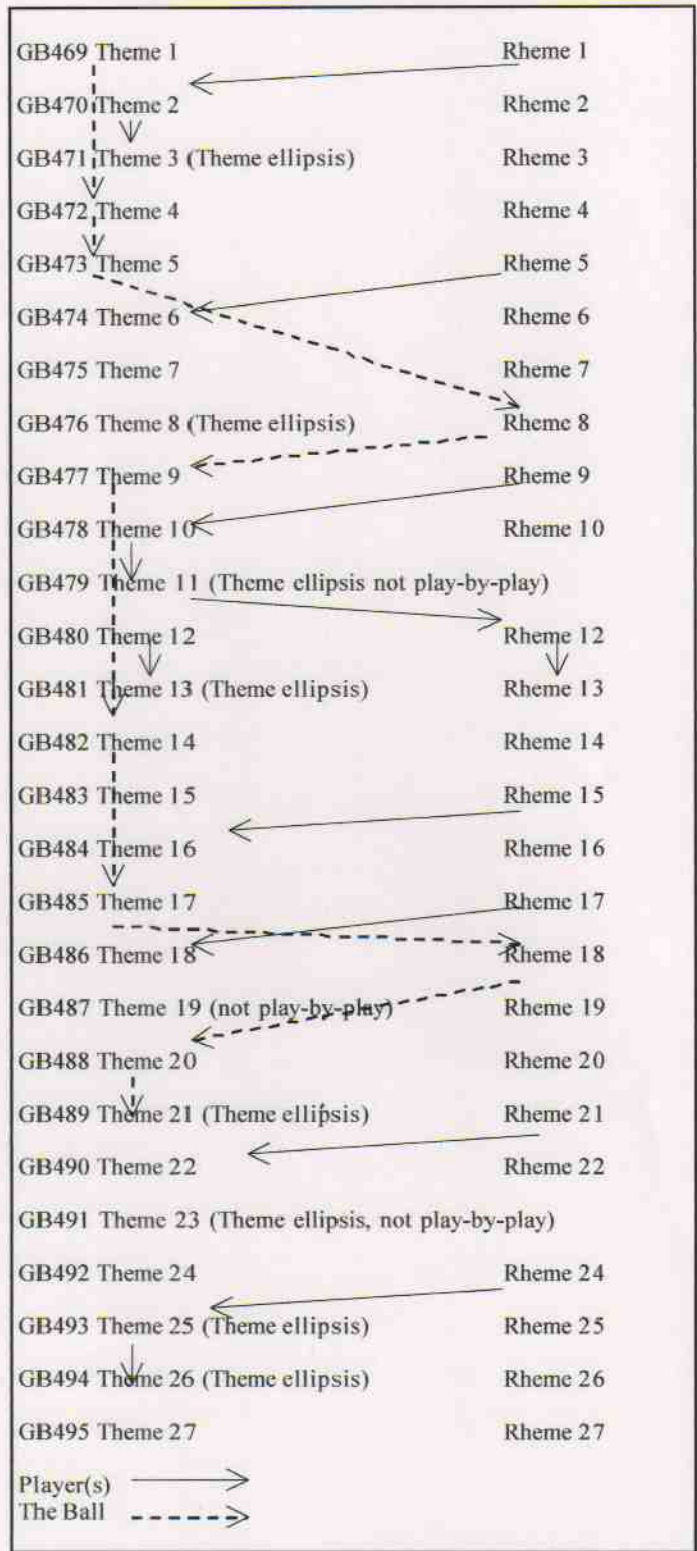 GB469 Theme 1 Rheme 1
GB470 Theme 2 Rheme 2
GB471 Theme 3 (Theme ellipsis) Rheme 3
GB472 Theme 4 Rheme 4
GB473 Theme 5 Rheme 5
GB474 Theme 6 Rheme 6
GB475 Theme 7 Rheme 7
GB476 Theme 8 (Theme ellipsis) Rheme 8
GB477 Theme 9 Rheme 9
GB478 Theme 10 Rheme 10
GB479 Theme 11 (Theme ellipsis not play-by-play)
GB480 Theme 12 Rheme 12
GB481 Theme 13 (Theme ellipsis) Rheme 13
GB482 Theme 14 Rheme 14
GB483 Theme 15 Rheme 15
GB484 Theme 16 Rheme 16
GB485 Theme 17 Rheme 17
GB486 Theme 18 Rheme 18
GB487 Theme 19 (not play-by-play) Rheme 19
GB488 Theme 20 Rheme 20
GB489 Theme 21 (Theme ellipsis) Rheme 21
GB490 Theme 22 Rheme 22
GB491 Theme 23 (Theme ellipsis, not play-by-play)
GB492 Theme 24 Rheme 24
GB493 Theme 25 (Theme ellipsis) Rheme 25
GB494 Theme 26 (Theme ellipsis) Rheme 26
GB495 Theme 27 Rheme 27
Player(s)
The Ball